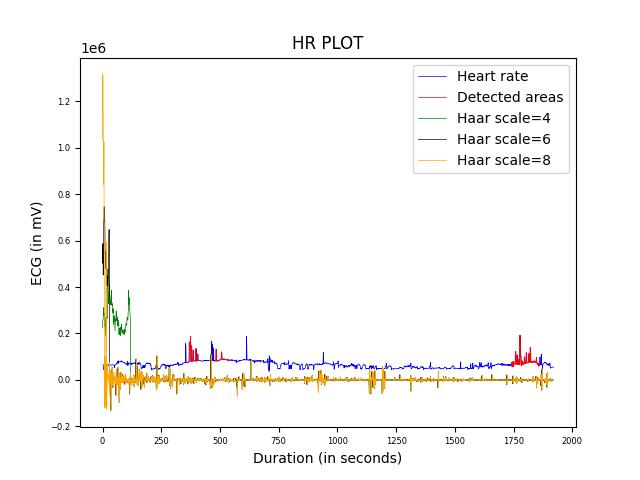 HR PLOT
1e6
Heart rate
Detected areas
Haar scale=4
Haar scale=6
Haar scale=8
1.2
1.0
0.8
0.6
0.4
0.2
0.0
−0.2
ECG (in mV)
0 250 500 750 1000 1250 1500 1750 2000
Duration (in seconds)